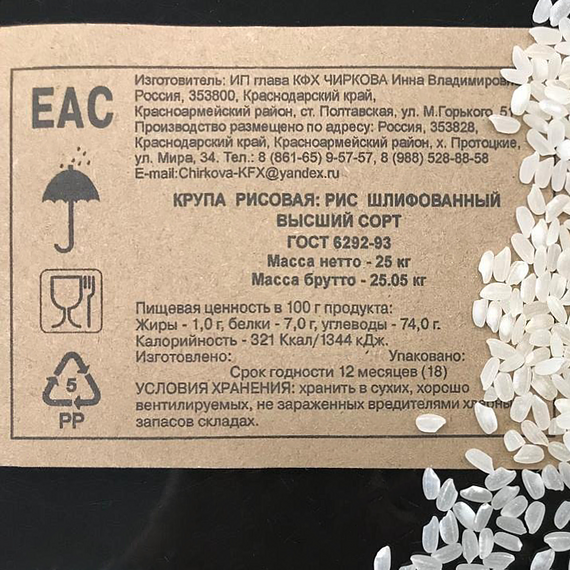 EAC
Изготовитель: ИП глава КФХ ЧИРКОВА Инна
Россия, 353800, Краснодарский край,
Красноармейский район, ст. Полтавская, ул. М.Горького,
Производство размещено по адресу: Россия, 353828,
Краснодарский край, Красноармейский район, х. Протоцкие,
ул. Мира, 34. Тел.: 8 (861-65) 9-57-57, 8 (988) 528-88-58
E-mail:Chirkova-KFX@yandex.ru
КРУПА РИСОВАЯ: РИС ШЛИФОВАННЫЙ
ВЫСШИЙ СОРТ
ГОСТ 6292-93
Масса нетто - 25 кг
Масса брутто - 25.05 кг
Пищевая ценность в 100 г продукта:
Жиры - 1,0 г, белки - 7,0 г, углеводы - 74,0 г.
Калорийность - 321 Ккал/1344 кДж.
Изготовлено: Упаковано:
Срок годности 12 месяцев (18)
УСЛОВИЯ ХРАНЕНИЯ: хранить в сухих, хорошо
вентилируемых, не зараженных вредителями
запасов складах.
5
PP